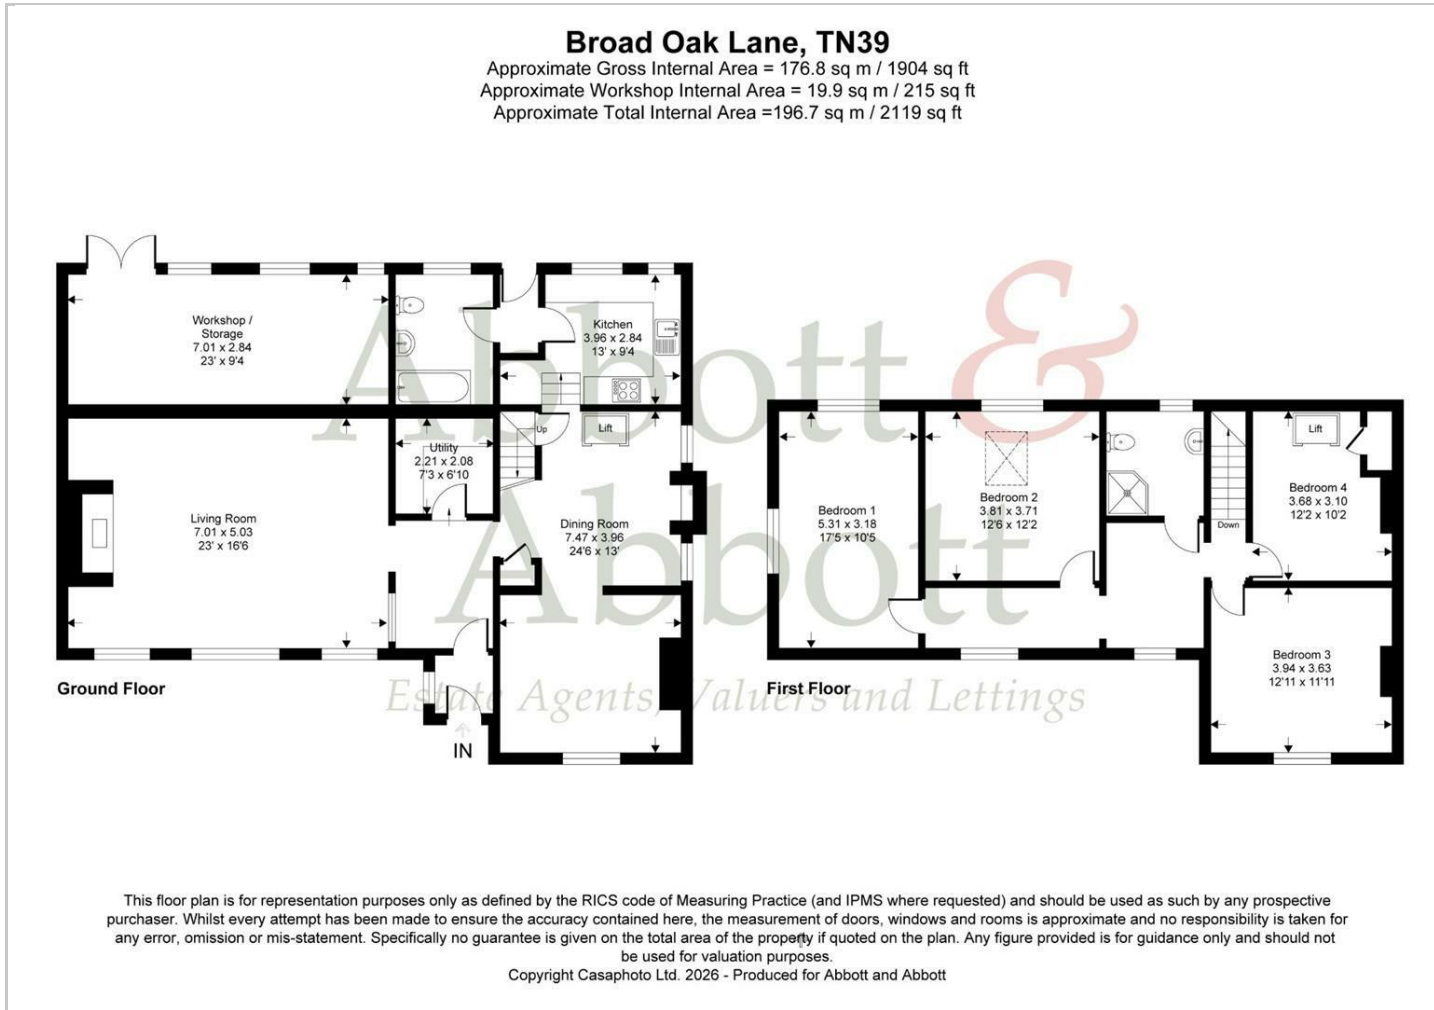 Broad Oak Lane, TN39
Approximate Gross Internal Area = 176.8 sq m / 1904 sq ft
Approximate Workshop Internal Area = 19.9 sq m / 215 sq ft
Approximate Total Internal Area =196.7 sq m / 2119 sq ft
Abbott &
Abbott
Estate Agents, Valuers and Lettings
Workshop /
Storage
7.01 x 2.84
23' x 9'4
Kitchen
3.96 x 2.84
13' x 9'4
Up
Lift
Utility
2.21 x 2.08
7'3 x 6'10
Living Room
7.01 x 5.03
23' x 16'6
Dining Room
7.47 x 3.96
24'6 x 13'
IN
Ground Floor
Bedroom 1
5.31 x 3.18
17'5 x 10'5
Bedroom 2
3.81 x 3.71
12'6 x 12'2
Down
Lift
Bedroom 4
3.68 x 3.10
12'2 x 10'2
Bedroom 3
3.94 x 3.63
12'11 x 11'11
First Floor
This floor plan is for representation purposes only as defined by the RICS code of Measuring Practice (and IPMS where requested) and should be used as such by any prospective
purchaser. Whilst every attempt has been made to ensure the accuracy contained here, the measurement of doors, windows and rooms is approximate and no responsibility is taken for
any error, omission or mis-statement. Specifically no guarantee is given on the total area of the property if quoted on the plan. Any figure provided is for guidance only and should not
be used for valuation purposes.
Copyright Casaphoto Ltd. 2026 - Produced for Abbott and Abbott